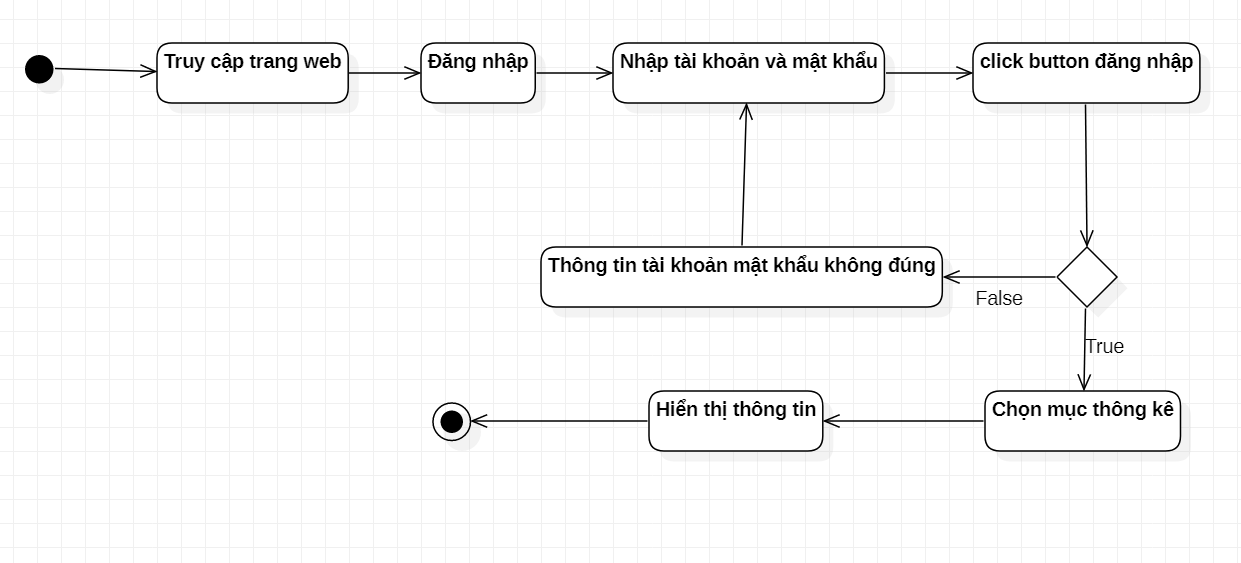 Truy cập trang web
Đăng nhập
Nhập tài khoản và mật khẩu
click button đăng nhập
Thông tin tài khoản mật khẩu không đúng
False
True
Hiển thị thông tin
Chọn mục thông kê